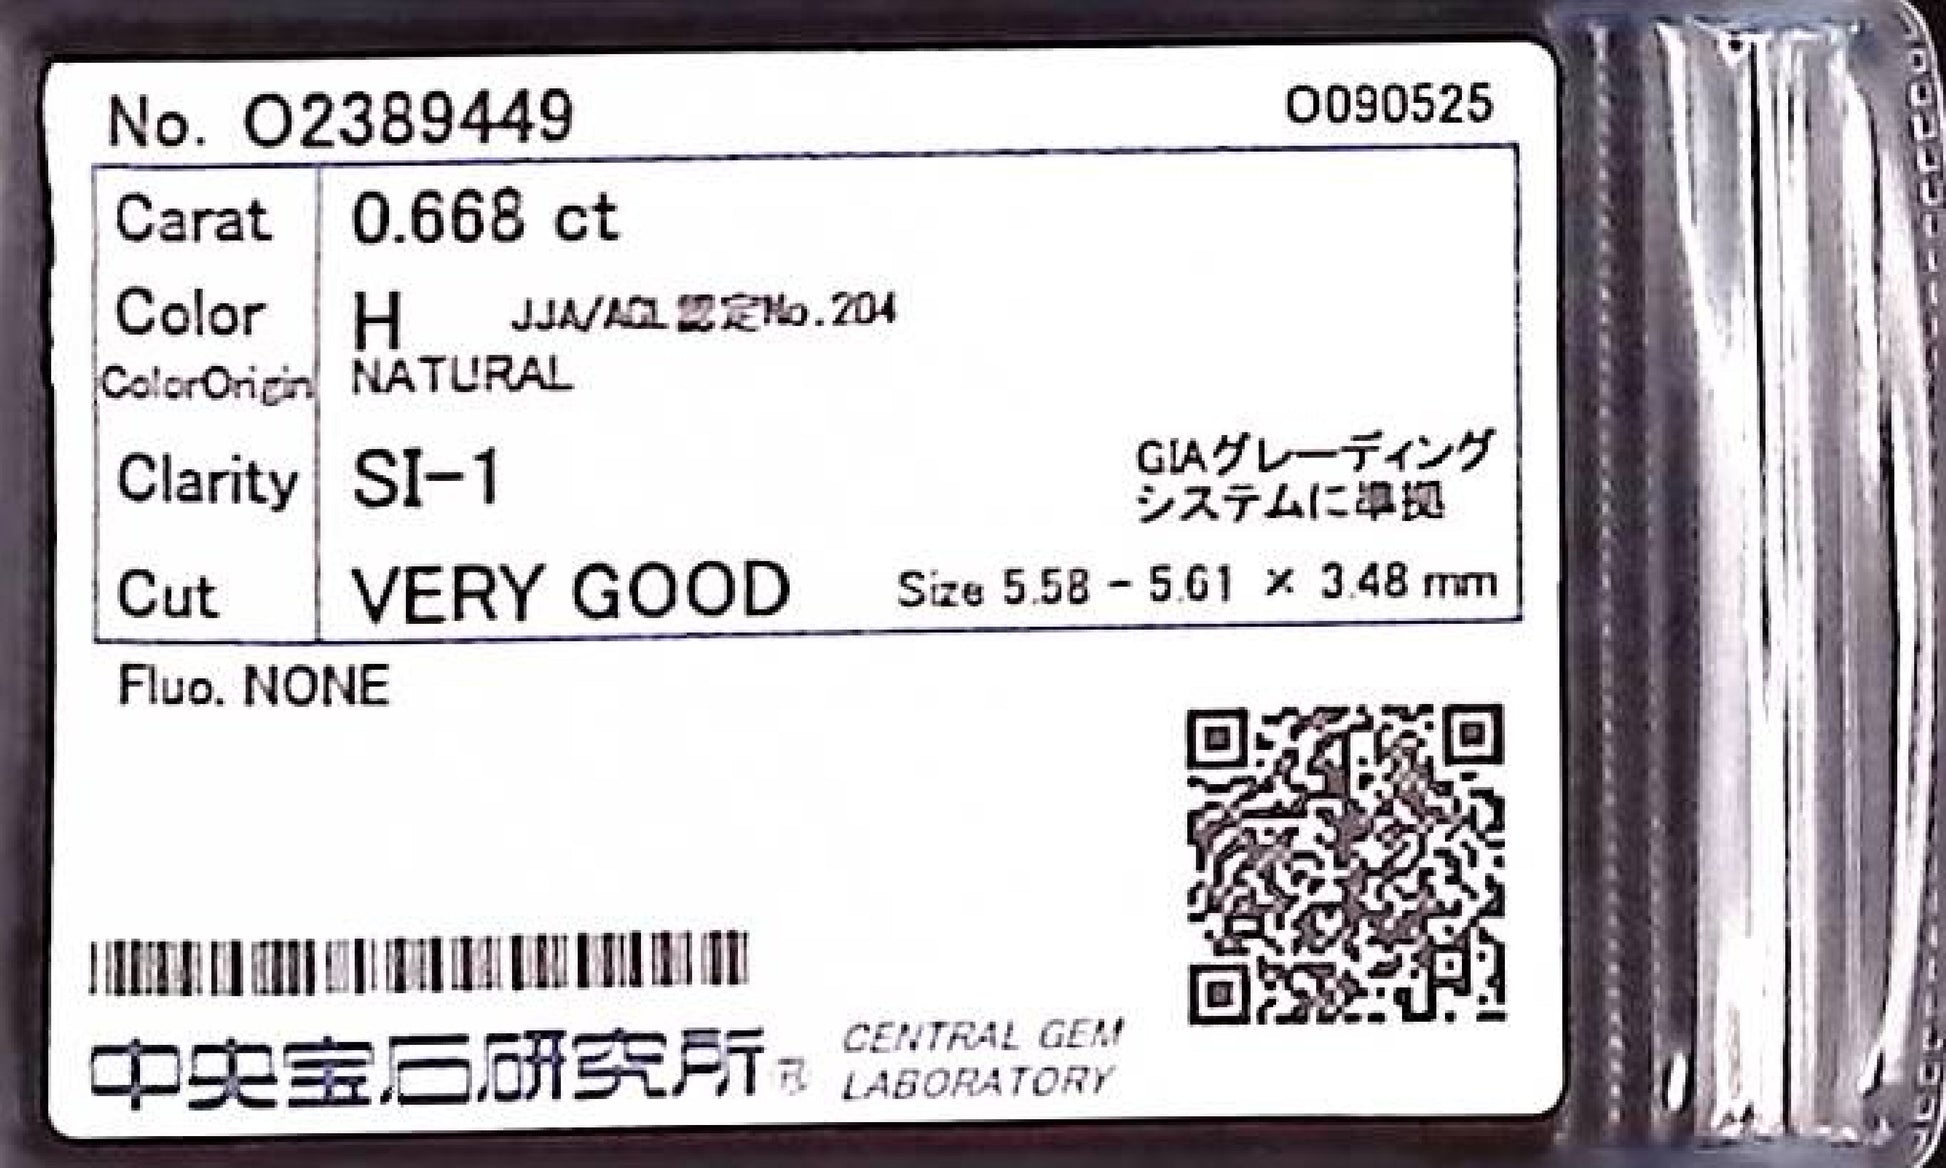 No. O2389449
O090525
Carat 0.668 ct
Color H JJA/AGL認定No.204
ColorOrigin NATURAL
Clarity SI-1
GIAグレーディング
システムに準拠
Cut VERY GOOD Size 5.58 - 5.61 × 3.48 mm
Fluo. NONE
中央宝石研究所
CENTRAL GEM
LABORATORY